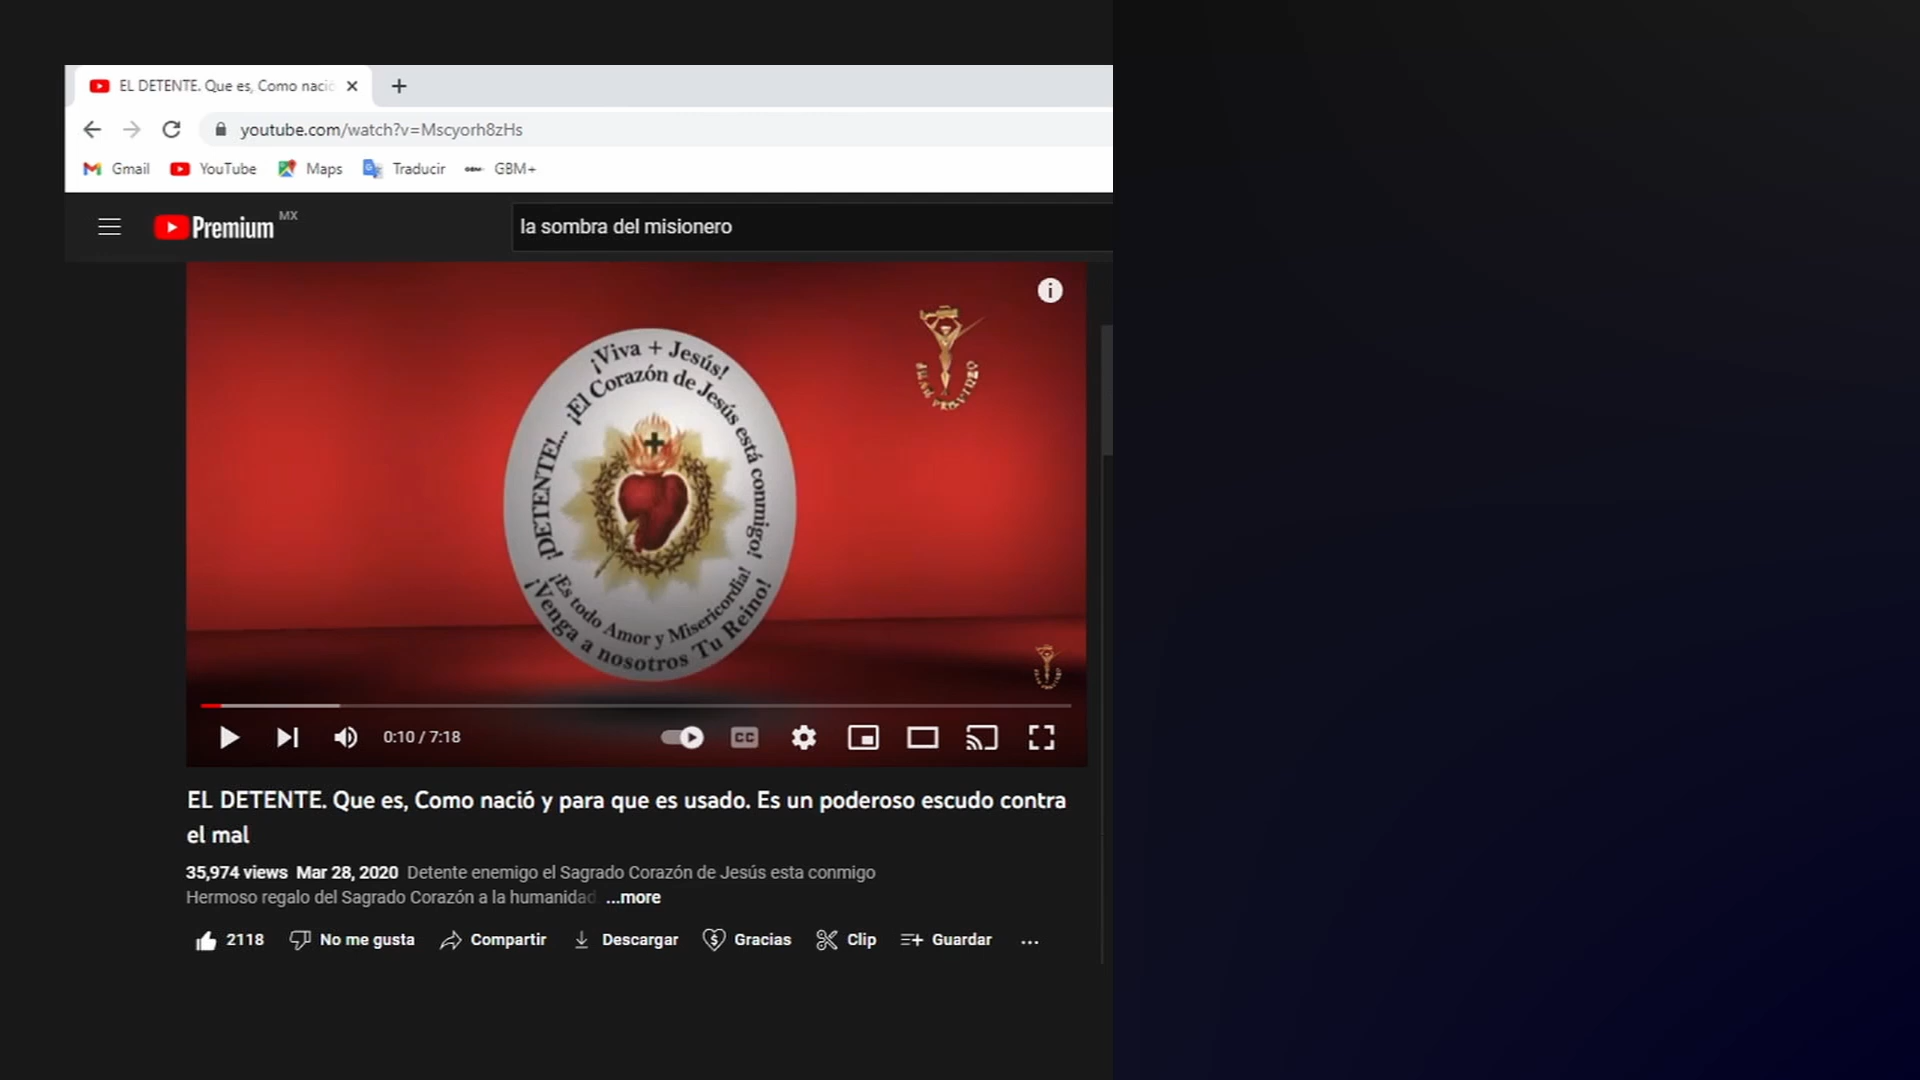 EL DETENTE. Que es, Como nació
youtube.com/watch?v=Mscyorh8zHs
Gmail YouTube Maps Traducir GBM+
Premium MX
la sombra del misionero
¡Viva + Jesús!
¡DETENTE!... ¡El Corazón de Jesús está conmigo!
¡Es todo Amor y Misericordia!
¡Venga a nosotros Tu Reino!
0:10 / 7:18
CC
EL DETENTE. Que es, Como nació y para que es usado. Es un poderoso escudo contra
el mal
35,974 views Mar 28, 2020 Detente enemigo el Sagrado Corazón de Jesús esta conmigo
Hermoso regalo del Sagrado Corazón a la humanidad ...more
2118 No me gusta Compartir Descargar Gracias Clip Guardar ...